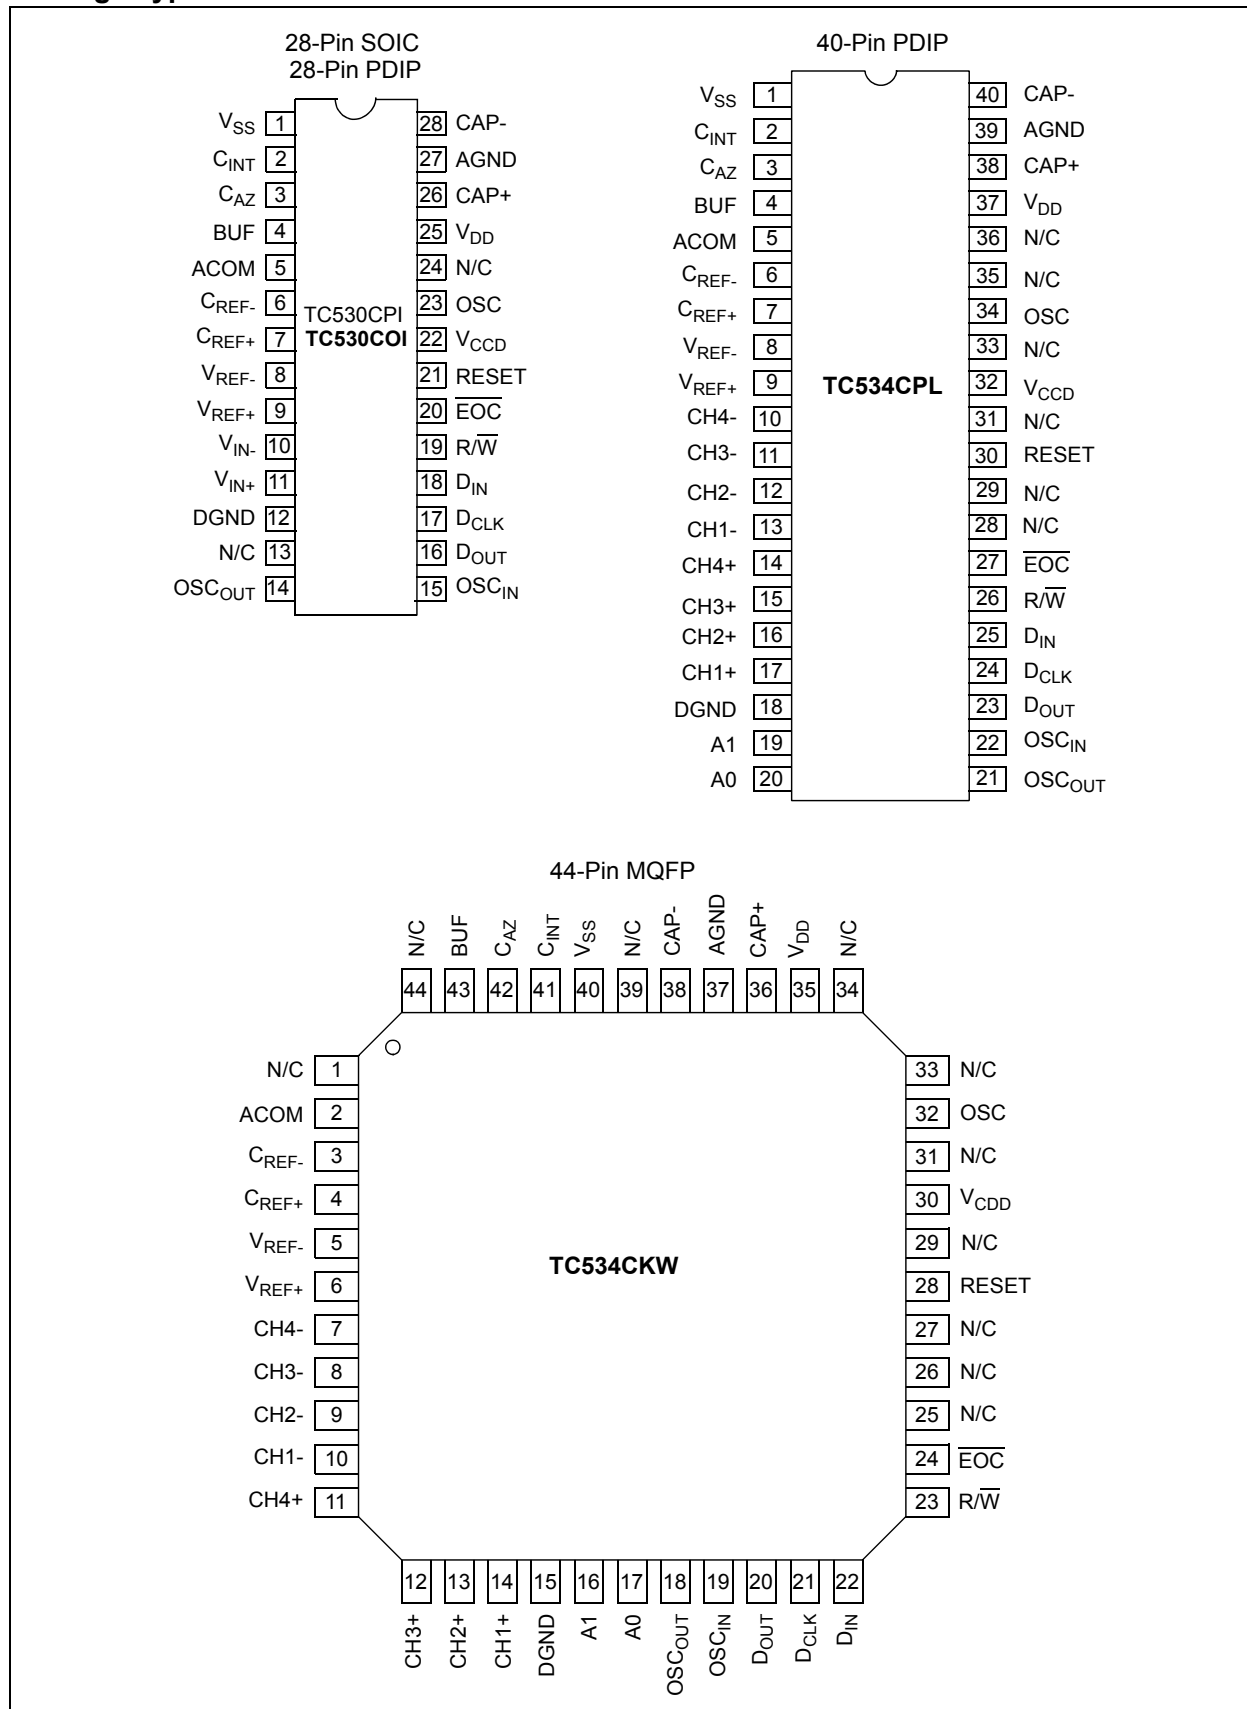 28-Pin SOIC
28-Pin PDIP
VSS 1
CINT 2
CAZ 3
BUF 4
ACOM 5
CREF- 6
CREF+ 7
VREF- 8
VREF+ 9
VIN- 10
VIN+ 11
DGND 12
N/C 13
OSCOUT 14
TC530CPI
TC530COI
28 CAP-
27 AGND
26 CAP+
25 VDD
24 N/C
23 OSC
22 VCCD
21 RESET
20 EOC
19 R/W
18 DIN
17 DCLK
16 DOUT
15 OSCIN
40-Pin PDIP
VSS 1
CINT 2
CAZ 3
BUF 4
ACOM 5
CREF- 6
CREF+ 7
VREF- 8
VREF+ 9
CH4- 10
CH3- 11
CH2- 12
CH1- 13
CH4+ 14
CH3+ 15
CH2+ 16
CH1+ 17
DGND 18
A1 19
A0 20
TC534CPL
40 CAP-
39 AGND
38 CAP+
37 VDD
36 N/C
35 N/C
34 OSC
33 N/C
32 VCCD
31 N/C
30 RESET
29 N/C
28 N/C
27 EOC
26 R/W
25 DIN
24 DCLK
23 DOUT
22 OSCIN
21 OSCOUT
44-Pin MQFP
N/C BUF CAZ CINT VSS N/C CAP- AGND CAP+ VDD N/C
44 43 42 41 40 39 38 37 36 35 34
N/C 1
ACOM 2
CREF- 3
CREF+ 4
VREF- 5
VREF+ 6
CH4- 7
CH3- 8
CH2- 9
CH1- 10
CH4+ 11
TC534CKW
33 N/C
32 OSC
31 N/C
30 VCDD
29 N/C
28 RESET
27 N/C
26 N/C
25 N/C
24 EOC
23 R/W
12 13 14 15 16 17 18 19 20 21 22
CH3+ CH2+ CH1+ DGND A1 A0 OSCOUT OSCIN DOUT DCLK DIN